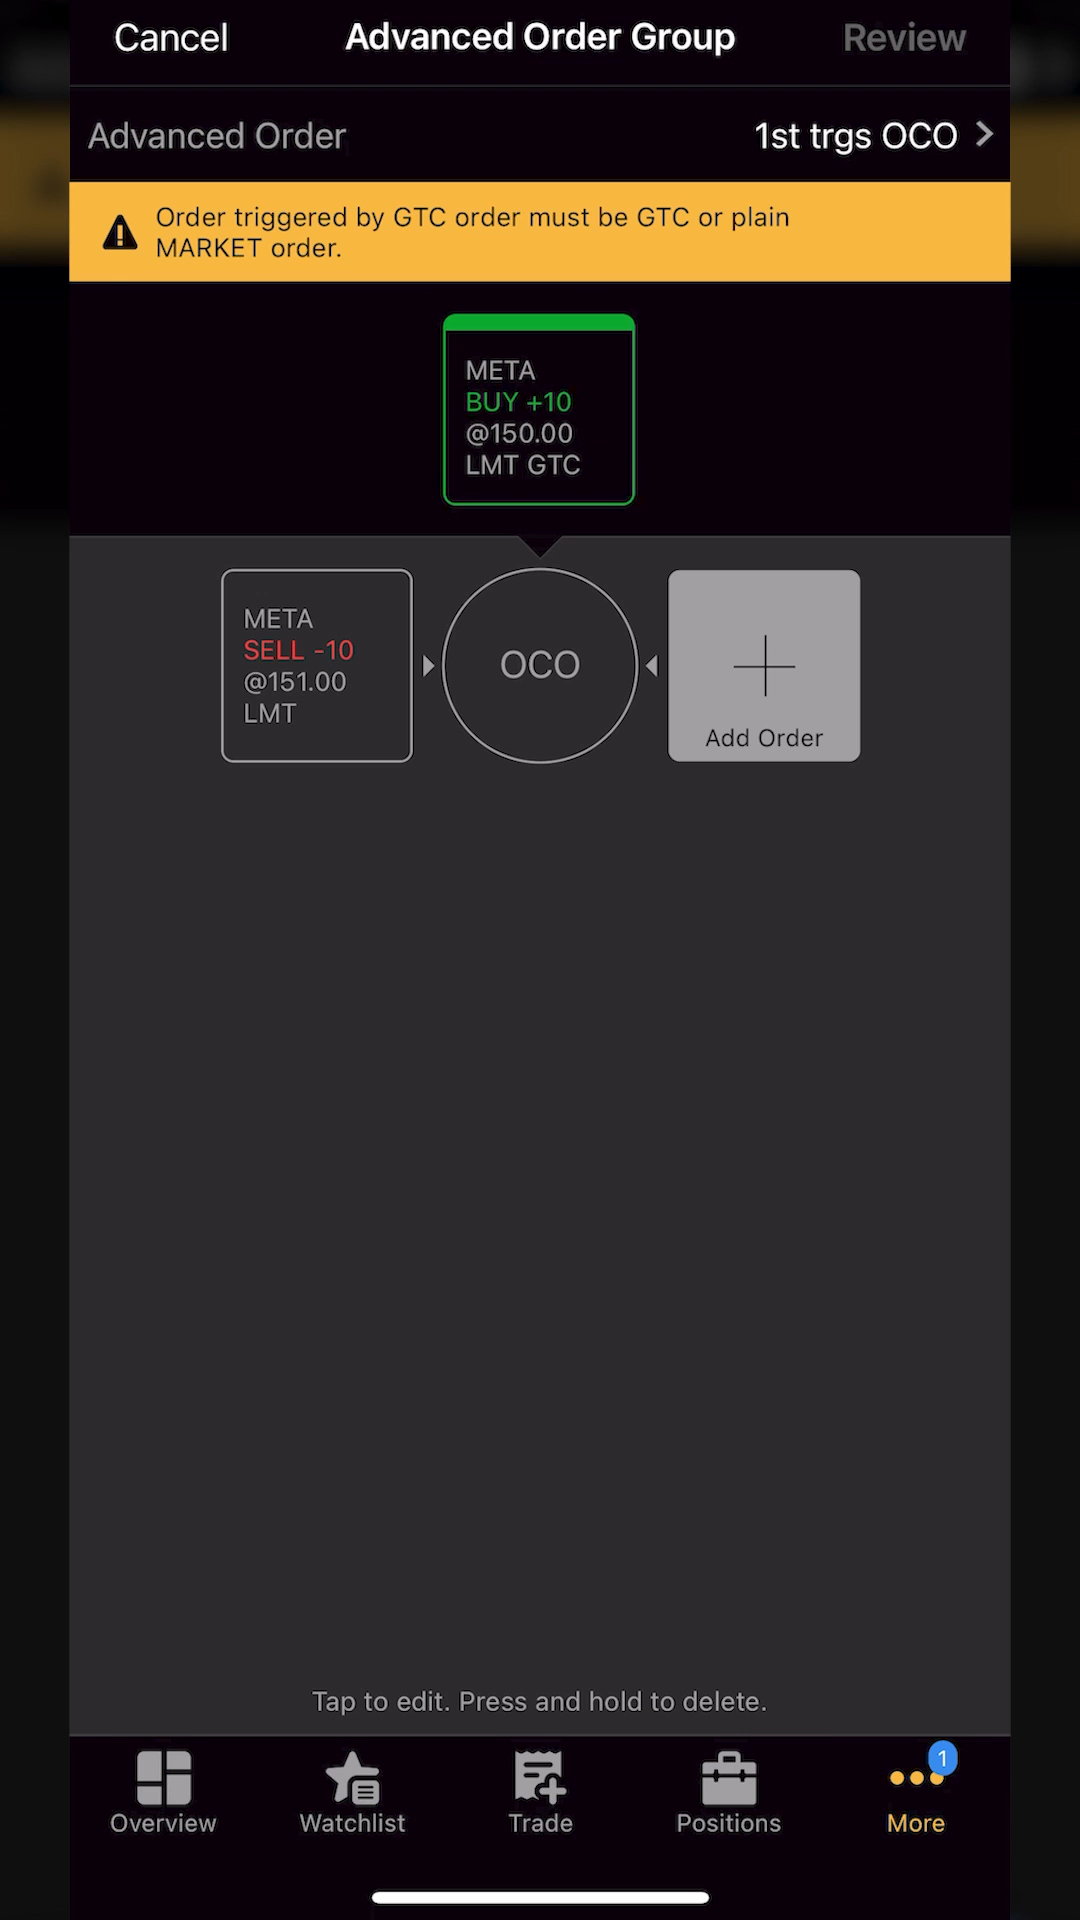 Cancel
Advanced Order Group
Review
Advanced Order
1st trgs OCO
Order triggered by GTC order must be GTC or plain
MARKET order.
META
BUY +10
@150.00
LMT GTC
META
SELL -10
@151.00
LMT
OCO
Add Order
Tap to edit. Press and hold to delete.
1
Overview
Watchlist
Trade
Positions
More